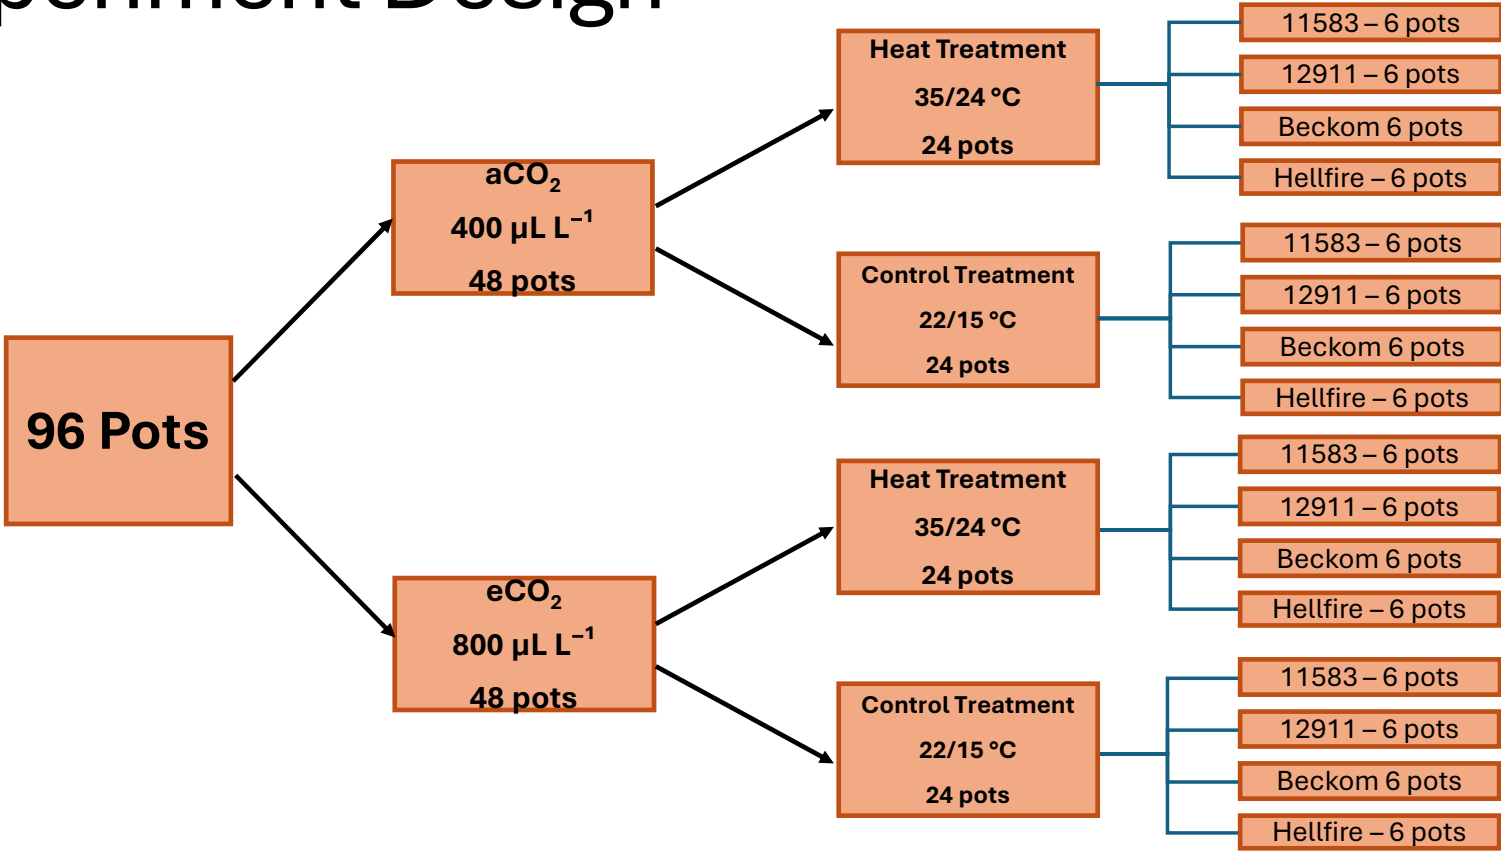 periment Design
96 Pots
aCO₂
400 µL L⁻¹
48 pots
eCO₂
800 µL L⁻¹
48 pots
Heat Treatment
35/24 °C
24 pots
Control Treatment
22/15 °C
24 pots
Heat Treatment
35/24 °C
24 pots
Control Treatment
22/15 °C
24 pots
11583 – 6 pots
12911 – 6 pots
Beckom 6 pots
Hellfire – 6 pots
11583 – 6 pots
12911 – 6 pots
Beckom 6 pots
Hellfire – 6 pots
11583 – 6 pots
12911 – 6 pots
Beckom 6 pots
Hellfire – 6 pots
11583 – 6 pots
12911 – 6 pots
Beckom 6 pots
Hellfire – 6 pots